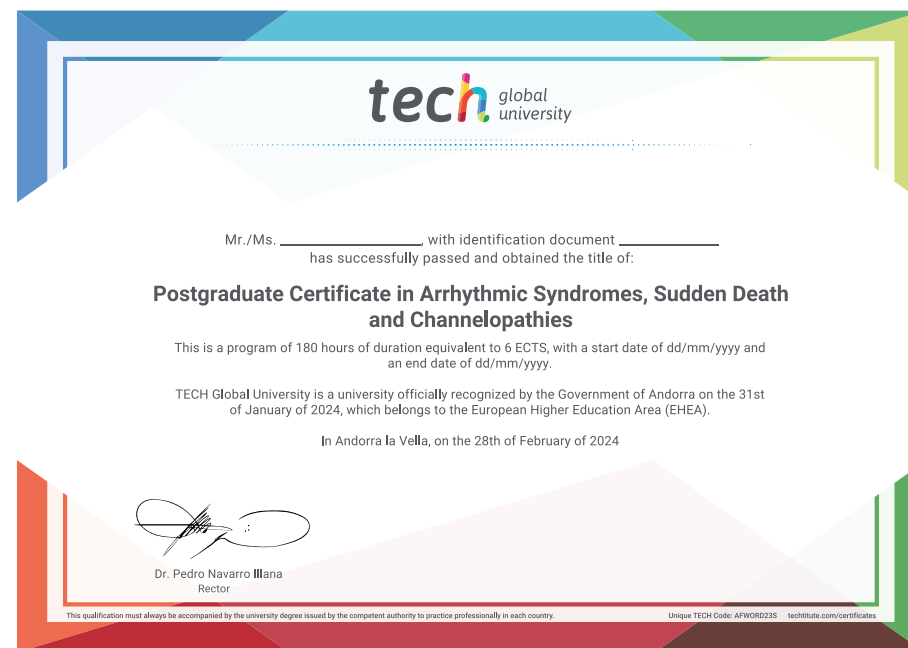 tech global university
Mr./Ms. ____________, with identification document ____________
has successfully passed and obtained the title of:
Postgraduate Certificate in Arrhythmic Syndromes, Sudden Death
and Channelopathies
This is a program of 180 hours of duration equivalent to 6 ECTS, with a start date of dd/mm/yyyy and
an end date of dd/mm/yyyy.
TECH Global University is a university officially recognized by the Government of Andorra on the 31st
of January of 2024, which belongs to the European Higher Education Area (EHEA).
In Andorra la Vella, on the 28th of February of 2024
Dr. Pedro Navarro Illana
Rector
This qualification must always be accompanied by the university degree issued by the competent authority to practice professionally in each country.
Unique TECH Code: AFWORD23S techtitute.com/certificates